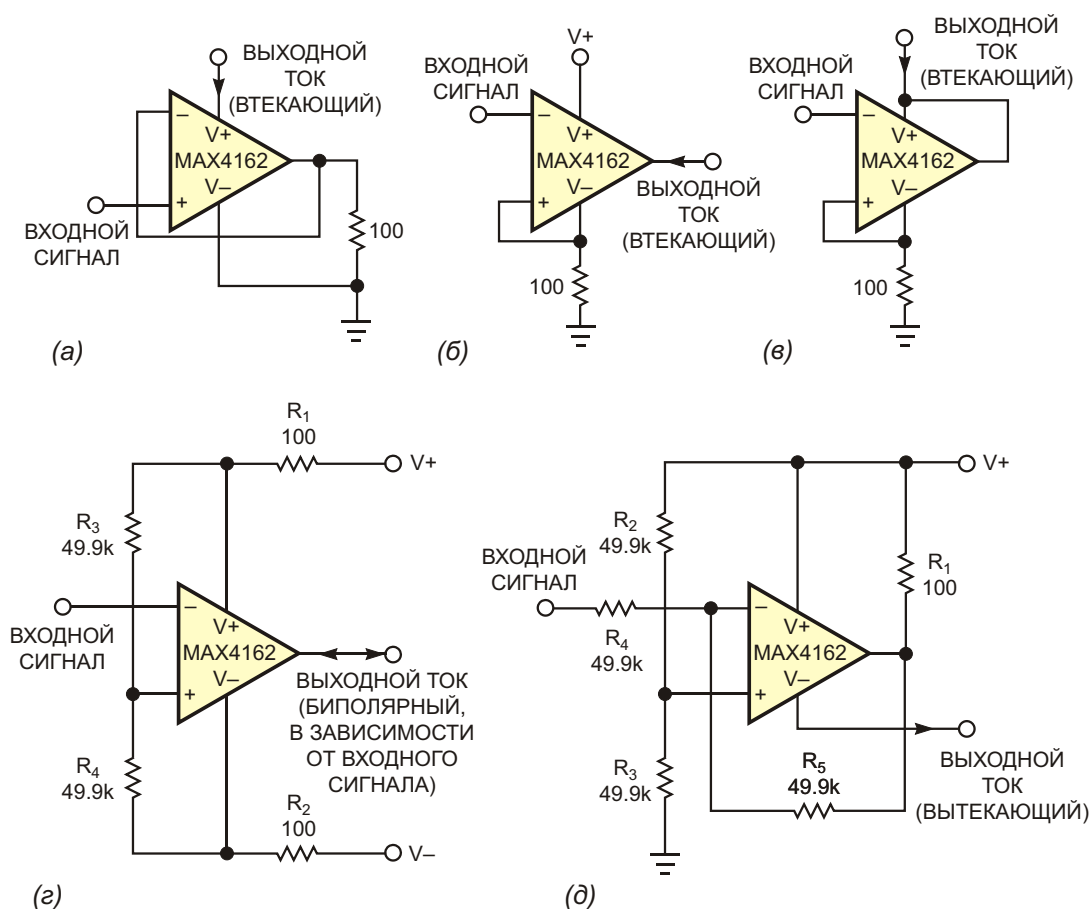 ВЫХОДНОЙ
ТОК
(ВТЕКАЮЩИЙ)
–
V+
MAX4162
V–
+
ВХОДНОЙ
СИГНАЛ
100
(а)
V+
ВХОДНОЙ
СИГНАЛ
–
V+
MAX4162
V–
+
ВЫХОДНОЙ
ТОК
(ВТЕКАЮЩИЙ)
100
(б)
ВЫХОДНОЙ
ТОК
(ВТЕКАЮЩИЙ)
ВХОДНОЙ
СИГНАЛ
–
V+
MAX4162
V–
+
100
(в)
R1
100
V+
R3
49.9k
–
V+
MAX4162
V–
+
ВХОДНОЙ
СИГНАЛ
ВЫХОДНОЙ ТОК
(БИПОЛЯРНЫЙ,
В ЗАВИСИМОСТИ
ОТ ВХОДНОГО
СИГНАЛА)
R4
49.9k
R2
100
V–
(г)
V+
R2
49.9k
ВХОДНОЙ
СИГНАЛ
R1
100
R4
49.9k
–
V+
MAX4162
V–
+
R3
49.9k
R5
49.9k
ВЫХОДНОЙ
ТОК
(ВЫТЕКАЮЩИЙ)
(д)